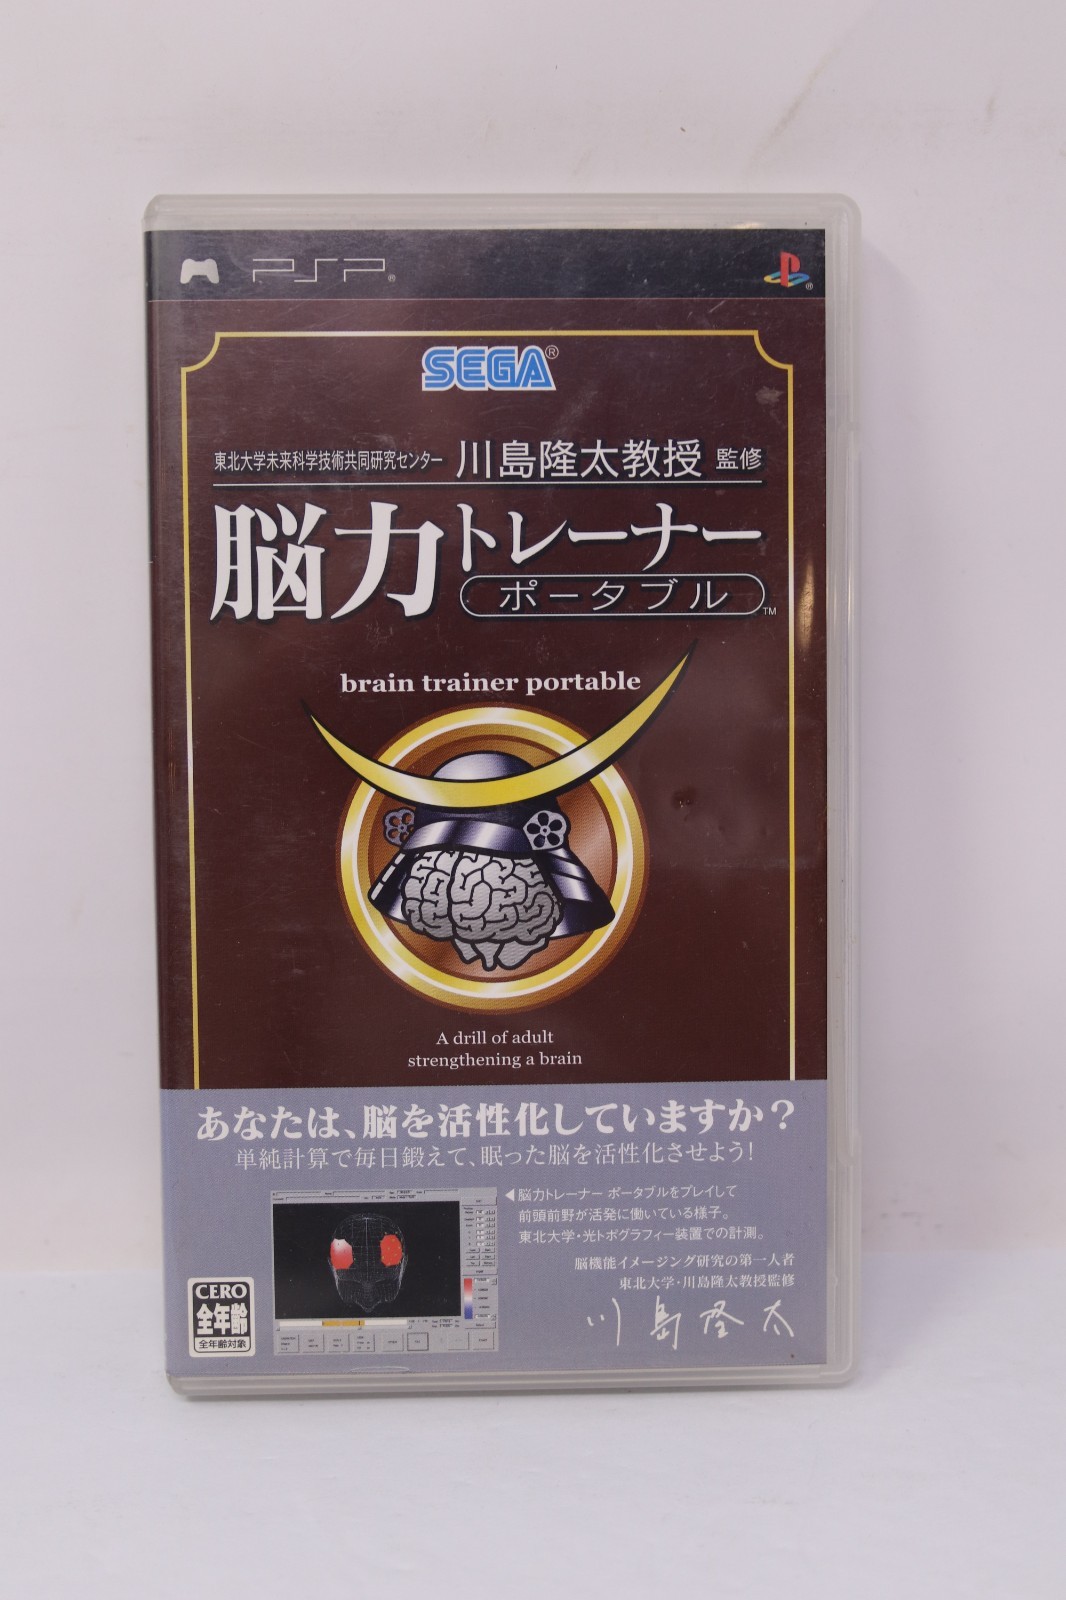 PSP®
®
SEGA®
東北大学未来科学技術共同研究センター 川島隆太教授 監修
脳力トレーナー
ポータブル™
brain trainer portable
A drill of adult
strengthening a brain
あなたは、脳を活性化していますか?
単純計算で毎日鍛えて、眠った脳を活性化させよう!
◀脳力トレーナー ポータブルをプレイして
前頭前野が活発に働いている様子。
東北大学・光トポグラフィー装置での計測。
脳機能イメージング研究の第一人者
東北大学・川島隆太教授監修
川島隆太
CERO
全年齢
全年齢対象